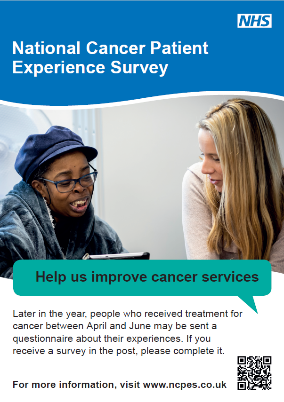 NHS
National Cancer Patient
Experience Survey
Help us improve cancer services
Later in the year, people who received treatment for
cancer between April and June may be sent a
questionnaire about their experiences. If you
receive a survey in the post, please complete it.
For more information, visit www.ncpes.co.uk